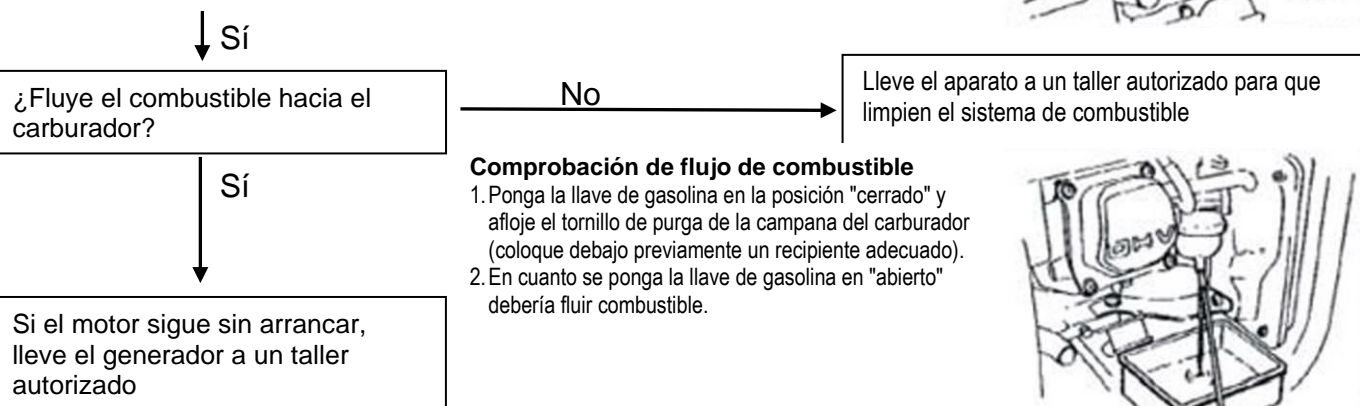 Sí
¿Fluye el combustible hacia el
carburador?
No
Lleve el aparato a un taller autorizado para que
limpien el sistema de combustible
Sí
Comprobación de flujo de combustible
1. Ponga la llave de gasolina en la posición "cerrado" y
afloje el tornillo de purga de la campana del carburador
(coloque debajo previamente un recipiente adecuado).
2. En cuanto se ponga la llave de gasolina en "abierto"
debería fluir combustible.
OHV
Si el motor sigue sin arrancar,
lleve el generador a un taller
autorizado